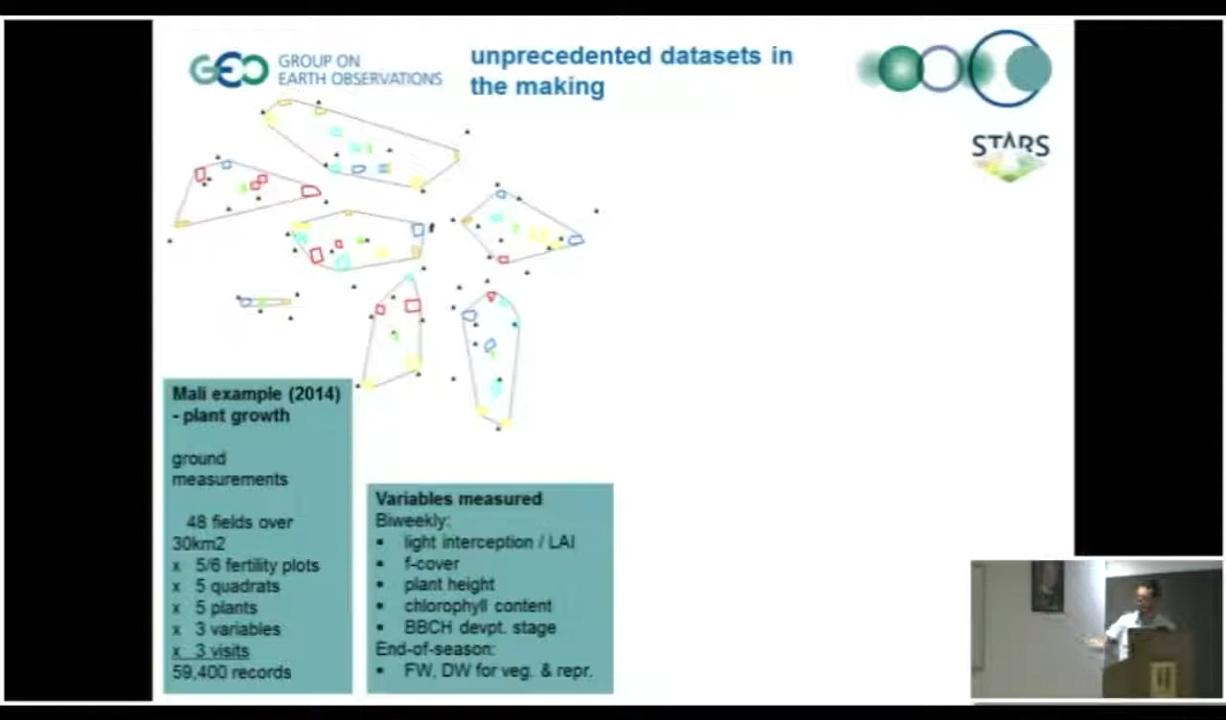 GEO GROUP ON
EARTH OBSERVATIONS
unprecedented datasets in
the making
STARS
Mali example (2014)
- plant growth
ground
measurements
48 fields over
30km2
x 5/6 fertility plots
x 5 quadrats
x 5 plants
x 3 variables
x 3 visits
59,400 records
Variables measured
Biweekly:
▪ light interception / LAI
▪ f-cover
▪ plant height
▪ chlorophyll content
▪ BBCH devpt. stage
End-of-season:
▪ FW, DW for veg. & repr.